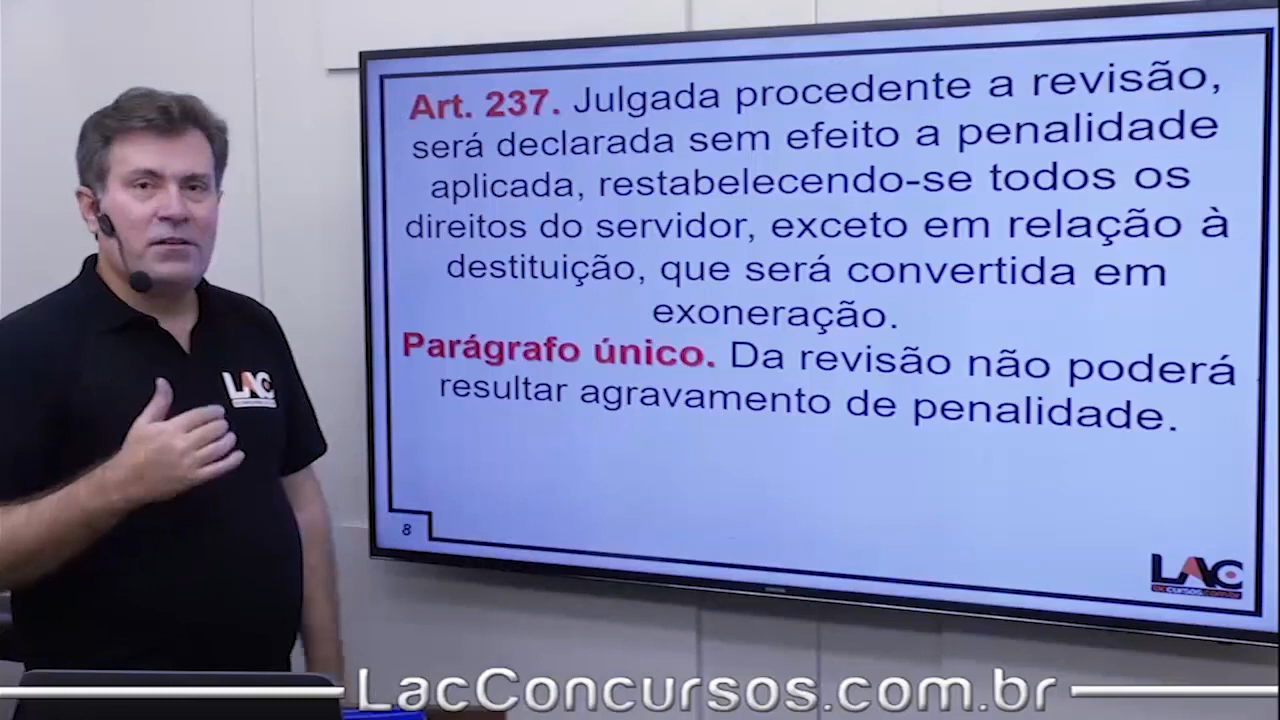 Art. 237. Julgada procedente a revisão,
será declarada sem efeito a penalidade
aplicada, restabelecendo-se todos os
direitos do servidor, exceto em relação à
destituição, que será convertida em
exoneração.
Parágrafo único. Da revisão não poderá
resultar agravamento de penalidade.
8
LAC
LAC
LacConcursos.com.br